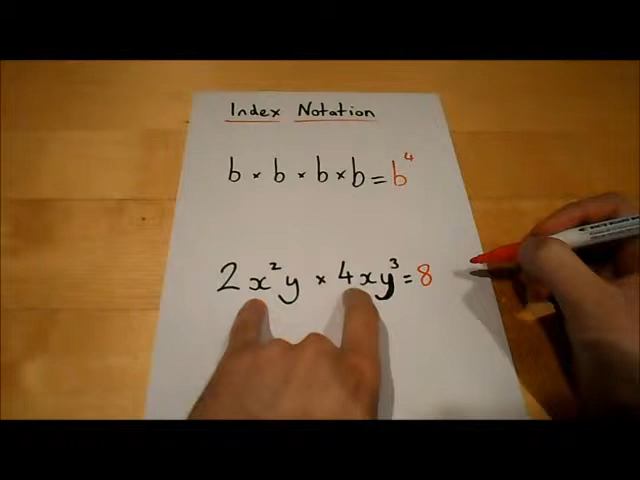 Index Notation
b × b × b × b = b⁴
2x²y × 4xy³ = 8